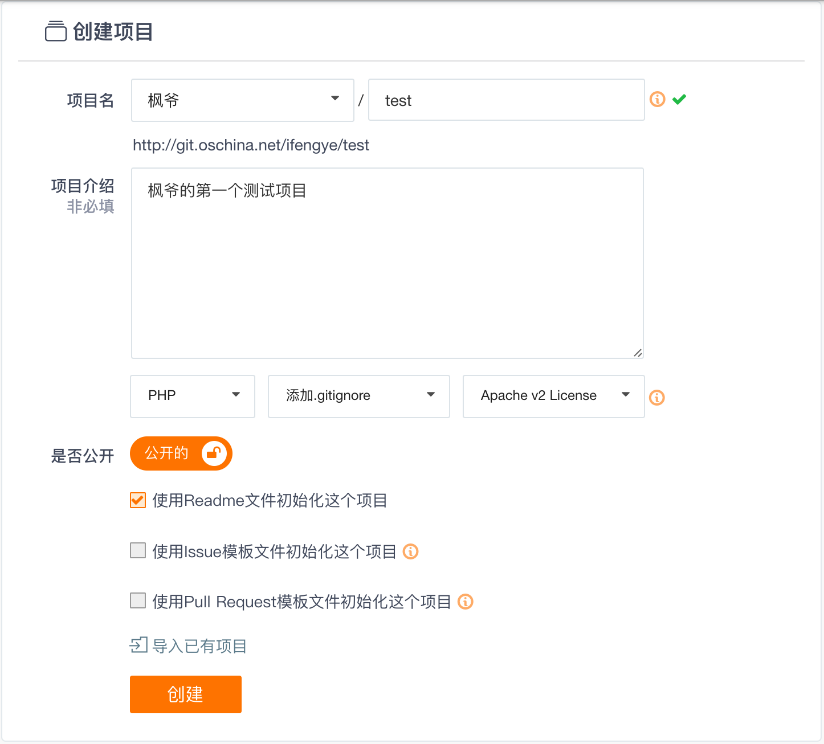 创建项目
项目名 枫爷 / test
http://git.oschina.net/ifengye/test
项目介绍 枫爷的第一个测试项目
非必填
PHP 添加.gitignore Apache v2 License
是否公开 公开的
使用Readme文件初始化这个项目
使用Issue模板文件初始化这个项目
使用Pull Request模板文件初始化这个项目
导入已有项目
创建